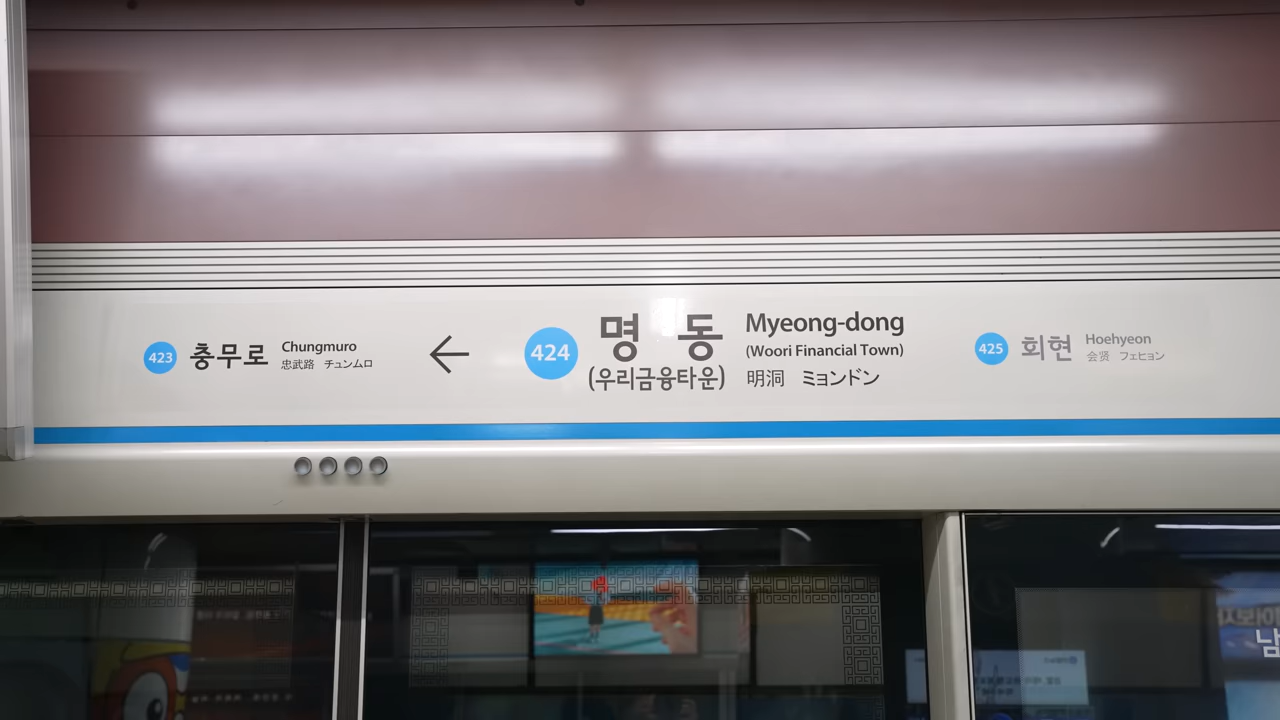 423 충무로 Chungmuro
忠武路 チュンムロ
424 명 동 Myeong-dong
(우리금융타운) (Woori Financial Town)
明洞 ミョンドン
425 회현 Hoehyeon
会贤 フェヒョン
남